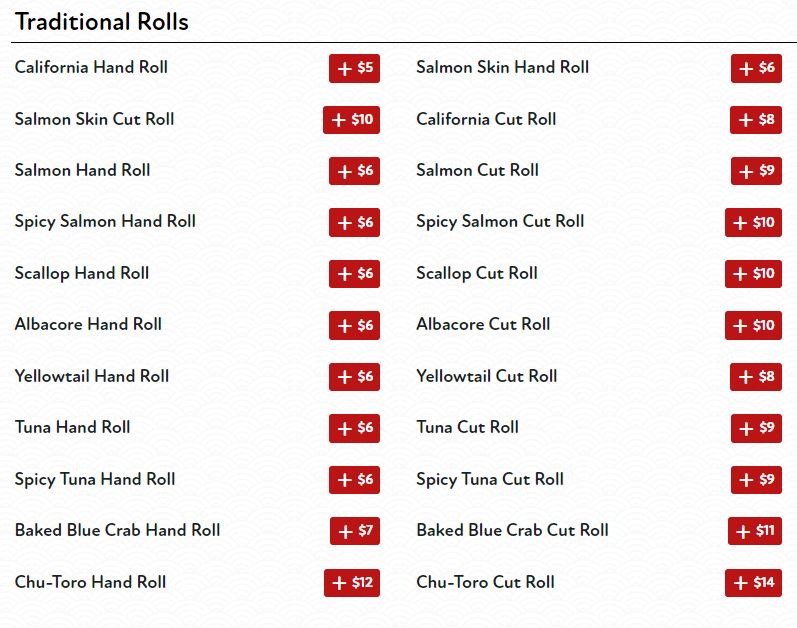 Traditional Rolls
California Hand Roll + $5 Salmon Skin Hand Roll + $6
Salmon Skin Cut Roll + $10 California Cut Roll + $8
Salmon Hand Roll + $6 Salmon Cut Roll + $9
Spicy Salmon Hand Roll + $6 Spicy Salmon Cut Roll + $10
Scallop Hand Roll + $6 Scallop Cut Roll + $10
Albacore Hand Roll + $6 Albacore Cut Roll + $10
Yellowtail Hand Roll + $6 Yellowtail Cut Roll + $8
Tuna Hand Roll + $6 Tuna Cut Roll + $9
Spicy Tuna Hand Roll + $6 Spicy Tuna Cut Roll + $9
Baked Blue Crab Hand Roll + $7 Baked Blue Crab Cut Roll + $11
Chu-Toro Hand Roll + $12 Chu-Toro Cut Roll + $14